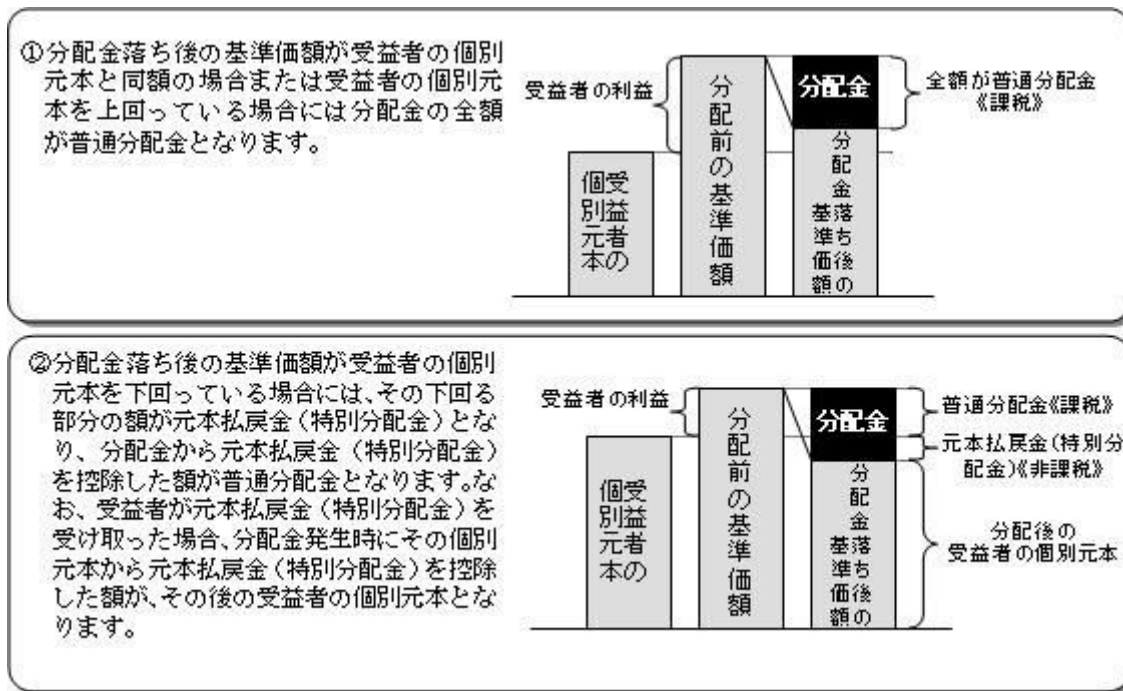 ①分配金落ち後の基準価額が受益者の個別
元本と同額の場合または受益者の個別元
本を上回っている場合には分配金の全額
が普通分配金となります。
受益者の利益
受益者の
個別元本
分配前の基準価額
分配金
分配金落ち後の
基準価額
全額が普通分配金
《課税》
②分配金落ち後の基準価額が受益者の個別
元本を下回っている場合には、その下回る
部分の額が元本払戻金(特別分配金)とな
り、分配金から元本払戻金(特別分配金)
を控除した額が普通分配金となります。な
お、受益者が元本払戻金(特別分配金)を
受け取った場合、分配金発生時にその個別
元本から元本払戻金(特別分配金)を控除
した額が、その後の受益者の個別元本とな
ります。
受益者の利益
受益者の
個別元本
分配前の基準価額
分配金
分配金落ち後の
基準価額
普通分配金《課税》
元本払戻金(特別分
配金)《非課税》
分配後の
受益者の個別元本